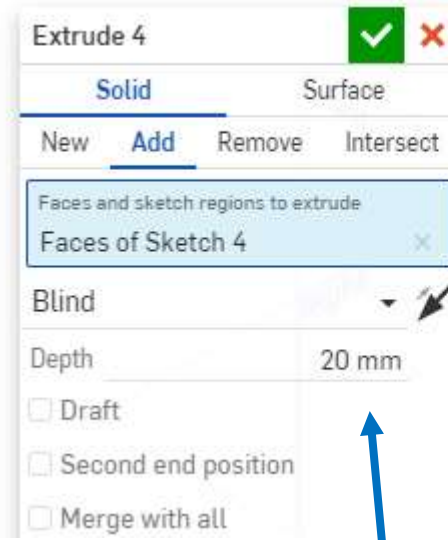 Extrude 4
Solid Surface
New Add Remove Intersect
Faces and sketch regions to extrude
Faces of Sketch 4
Blind
Depth 20 mm
Draft
Second end position
Merge with all